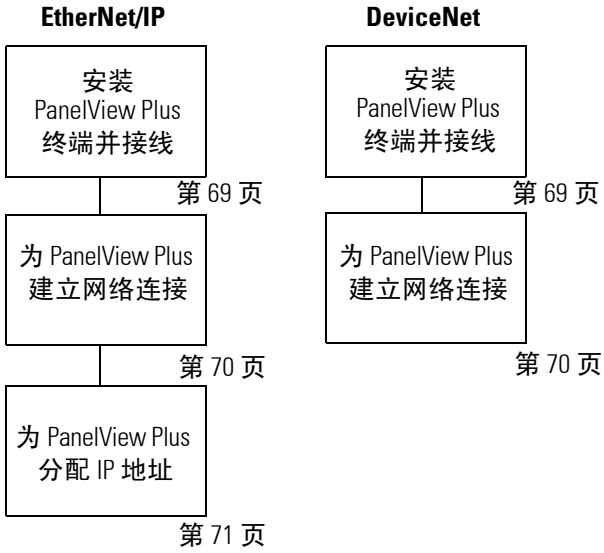 EtherNet/IP
安装
PanelView Plus
终端并接线
第 69 页
为 PanelView Plus
建立网络连接
第 70 页
为 PanelView Plus
分配 IP 地址
第 71 页
DeviceNet
安装
PanelView Plus
终端并接线
第 69 页
为 PanelView Plus
建立网络连接
第 70 页